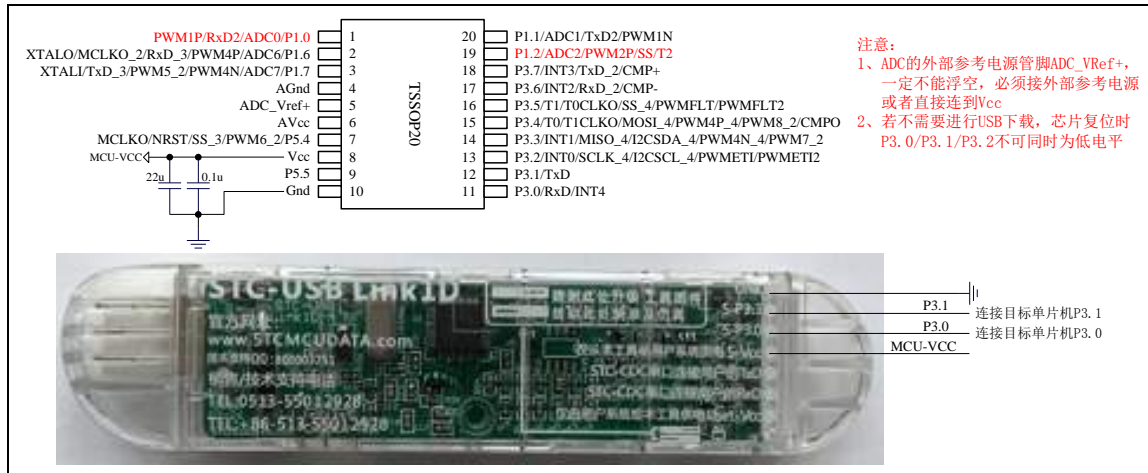 PWM1P/RxD2/ADC0/P1.0 1
XTALO/MCLKO_2/RxD_3/PWM4P/ADC6/P1.6 2
XTALI/TxD_3/PWM5_2/PWM4N/ADC7/P1.7 3
AGnd 4
ADC_Vref+ 5
AVcc 6
MCLKO/NRST/SS_3/PWM6_2/P5.4 7
MCU-VCC Vcc 8
P5.5 9
Gnd 10
22u 0.1u
TSSOP20
20 P1.1/ADC1/TxD2/PWM1N
19 P1.2/ADC2/PWM2P/SS/T2
18 P3.7/INT3/TxD_2/CMP+
17 P3.6/INT2/RxD_2/CMP-
16 P3.5/T1/T0CLKO/SS_4/PWMFLT/PWMFLT2
15 P3.4/T0/T1CLKO/MOSI_4/PWM4P_4/PWM8_2/CMPO
14 P3.3/INT1/MISO_4/I2CSDA_4/PWM4N_4/PWM7_2
13 P3.2/INT0/SCLK_4/I2CSCL_4/PWMETI/PWMETI2
12 P3.1/TxD
11 P3.0/RxD/INT4
注意:
1、ADC的外部参考电源管脚ADC_VRef+,
一定不能浮空,必须接外部参考电源
或者直接连到Vcc
2、若不需要进行USB下载,芯片复位时
P3.0/P3.1/P3.2不可同时为低电平
STC-USB Link1D
www.STCMCUDATA.com
TEL:0513-55012928
TEL:+86-513-55012928
S-P3.1
S-P3.0
S-Vcc
P3.1 连接目标单片机P3.1
P3.0 连接目标单片机P3.0
MCU-VCC